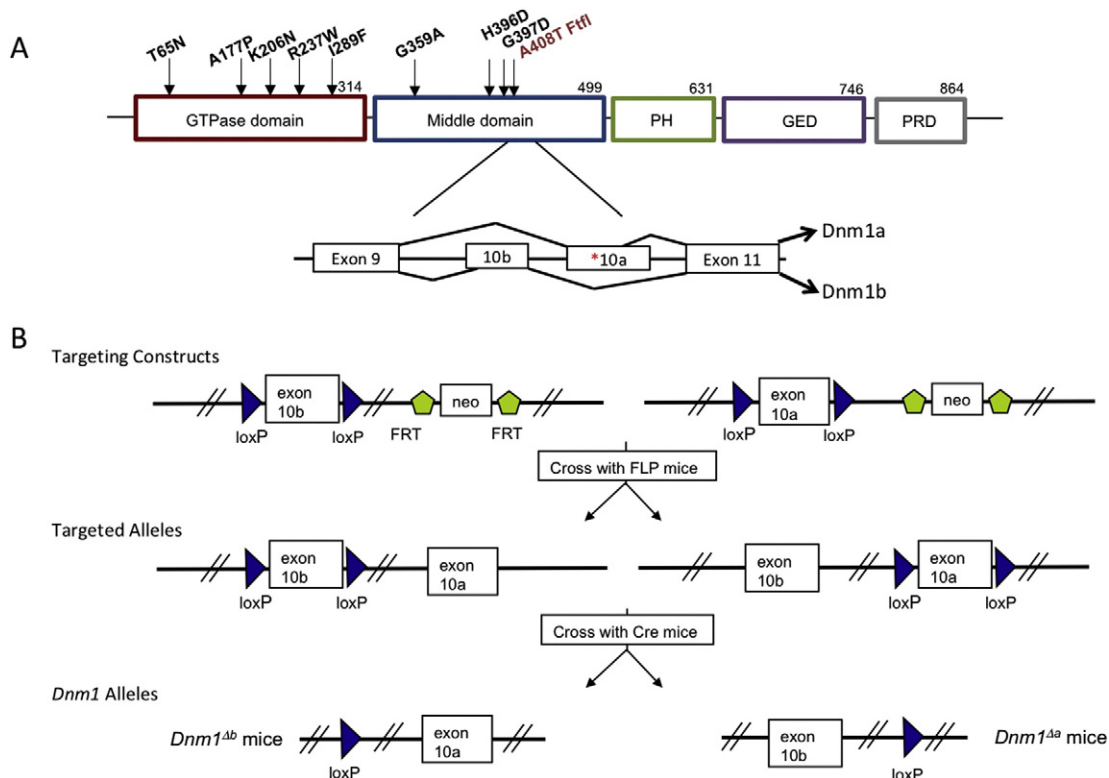 A
T65N
A177P
K206N
R237W
I289F
G359A
H396D
G397D
A408T Ftfl
314
499
631
746
864
GTPase domain
Middle domain
PH
GED
PRD
Exon 9
10b
*10a
Exon 11
Dnm1a
Dnm1b
B
Targeting Constructs
exon
10b
neo
exon
10a
neo
loxP
loxP
FRT
FRT
loxP
loxP
Cross with FLP mice
Targeted Alleles
exon
10b
exon
10a
exon
10b
exon
10a
loxP
loxP
loxP
loxP
Cross with Cre mice
Dnm1 Alleles
Dnm1Δb mice
exon
10a
exon
10b
Dnm1Δa mice
loxP
loxP